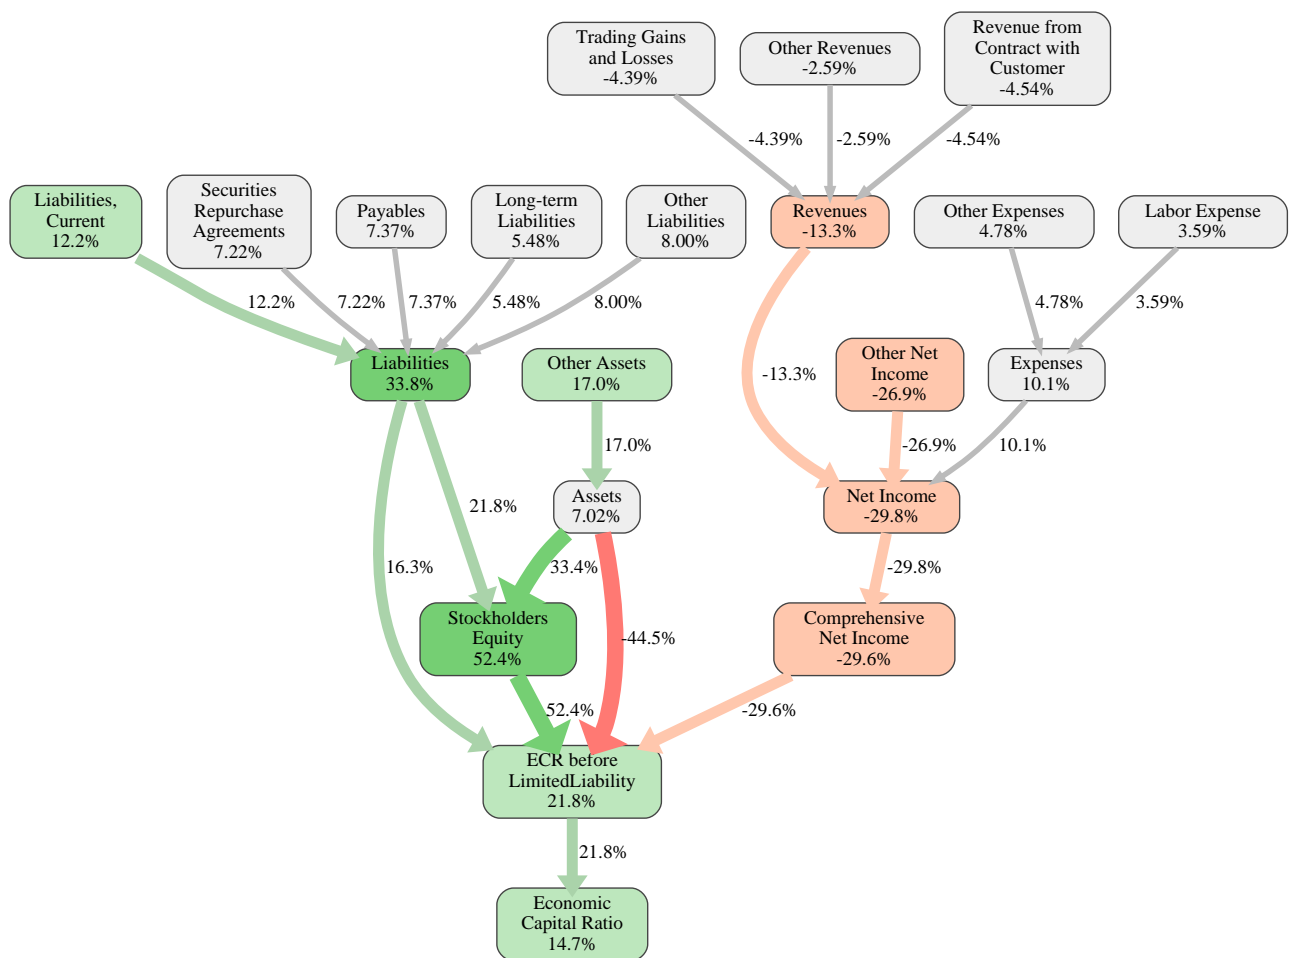 Trading Gains
and Losses
-4.39%
Other Revenues
-2.59%
Revenue from
Contract with
Customer
-4.54%
-4.39%
-2.59%
-4.54%
Liabilities,
Current
12.2%
Securities
Repurchase
Agreements
7.22%
Payables
7.37%
Long-term
Liabilities
5.48%
Other
Liabilities
8.00%
Revenues
-13.3%
Other Expenses
4.78%
Labor Expense
3.59%
12.2%
7.22%
7.37%
5.48%
8.00%
4.78%
3.59%
Liabilities
33.8%
Other Assets
17.0%
-13.3%
Other Net
Income
-26.9%
Expenses
10.1%
17.0%
-26.9%
10.1%
21.8%
Assets
7.02%
Net Income
-29.8%
16.3%
33.4%
-29.8%
Stockholders
Equity
52.4%
-44.5%
Comprehensive
Net Income
-29.6%
52.4%
-29.6%
ECR before
LimitedLiability
21.8%
21.8%
Economic
Capital Ratio
14.7%